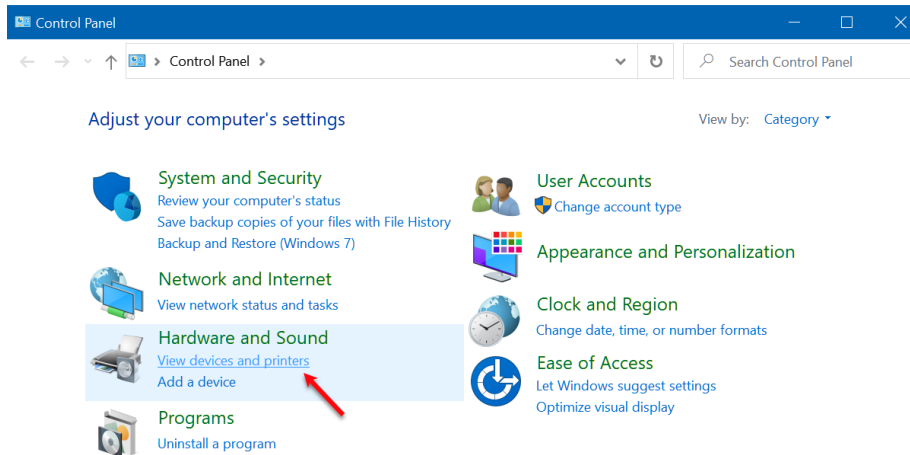 Control Panel
Control Panel
Search Control Panel
Adjust your computer's settings
View by: Category
System and Security
Review your computer's status
Save backup copies of your files with File History
Backup and Restore (Windows 7)
Network and Internet
View network status and tasks
Hardware and Sound
View devices and printers
Add a device
Programs
Uninstall a program
User Accounts
Change account type
Appearance and Personalization
Clock and Region
Change date, time, or number formats
Ease of Access
Let Windows suggest settings
Optimize visual display